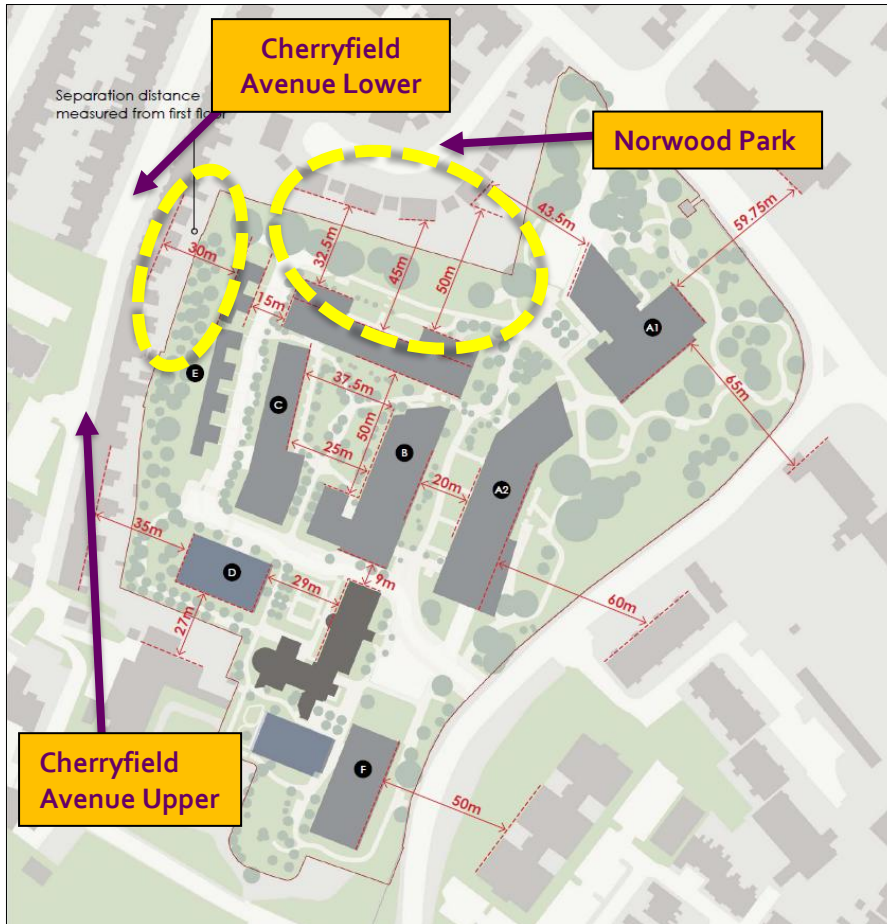 Cherryfield
Avenue Lower
Separation distance
measured from first floor
Norwood Park
43.5m
59.75m
30m
32.5m
45m
50m
15m
A1
E
65m
37.5m
C
50m
25m
B
20m
A2
35m
D
29m
9m
27m
60m
Cherryfield
Avenue Upper
F
50m